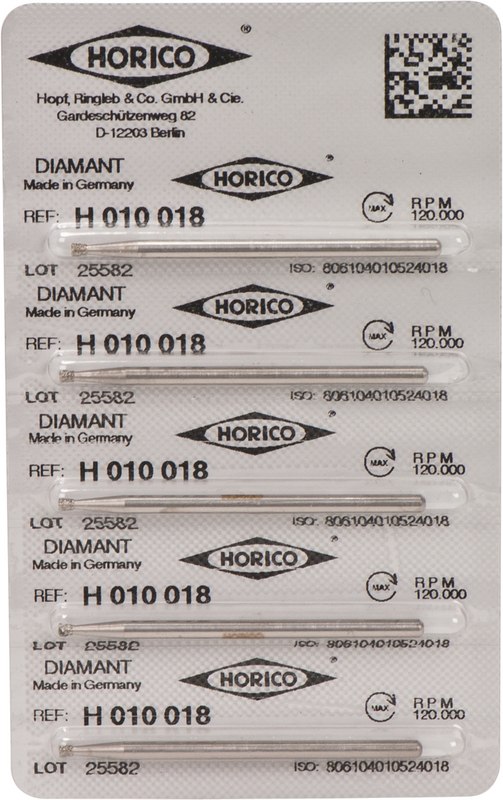 HORICO ®
Hopf, Ringleb & Co. GmbH & Cie.
Gardeschützenweg 82
D-12203 Berlin
DIAMANT HORICO ®
Made in Germany
REF: H 010 018 MAX RPM 120.000
LOT 25582 ISO: 806104010524018
DIAMANT HORICO ®
Made in Germany
REF: H 010 018 MAX RPM 120.000
LOT 25582 ISO: 806104010524018
DIAMANT HORICO ®
Made in Germany
REF: H 010 018 MAX RPM 120.000
LOT 25582 ISO: 806104010524018
DIAMANT HORICO ®
Made in Germany
REF: H 010 018 MAX RPM 120.000
LOT 25582 ISO: 806104010524018
DIAMANT HORICO ®
Made in Germany
REF: H 010 018 MAX RPM 120.000
LOT 25582 ISO: 806104010524018